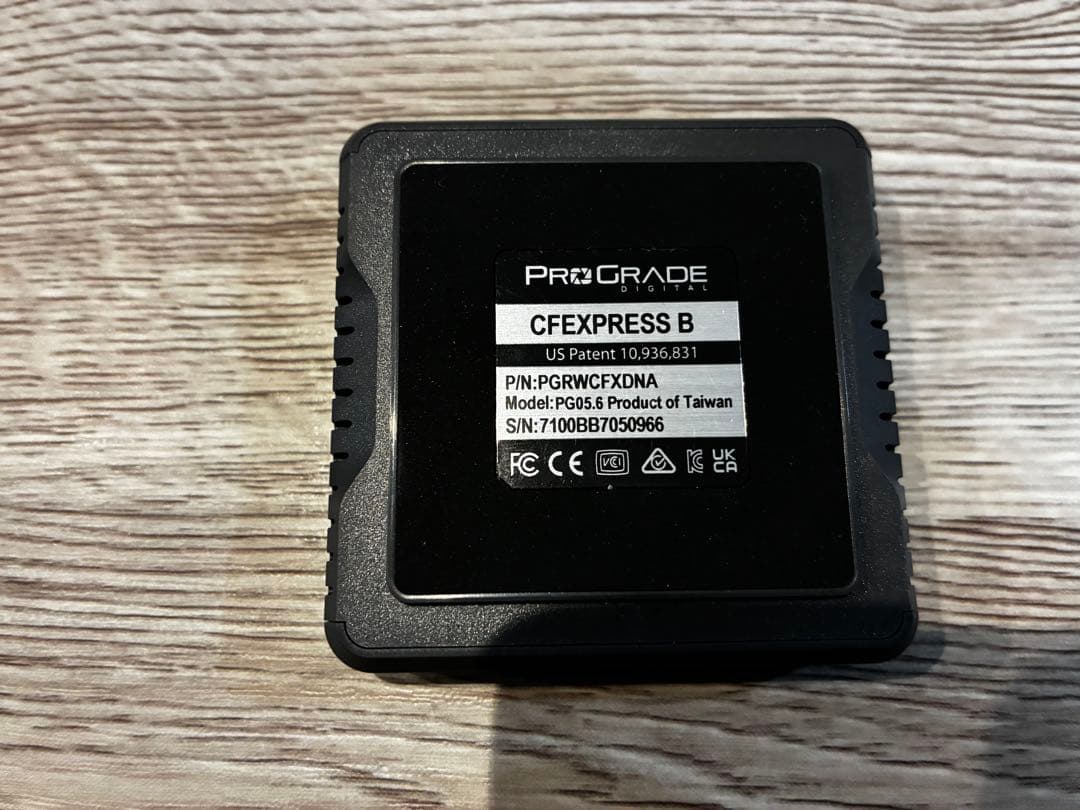 PROGRADE
DIGITAL
CFEXPRESS B
US Patent 10,936,831
P/N:PGRWCFXDNA
Model:PG05.6 Product of Taiwan
S/N:7100BB7050966
FC CE VCI UK CA